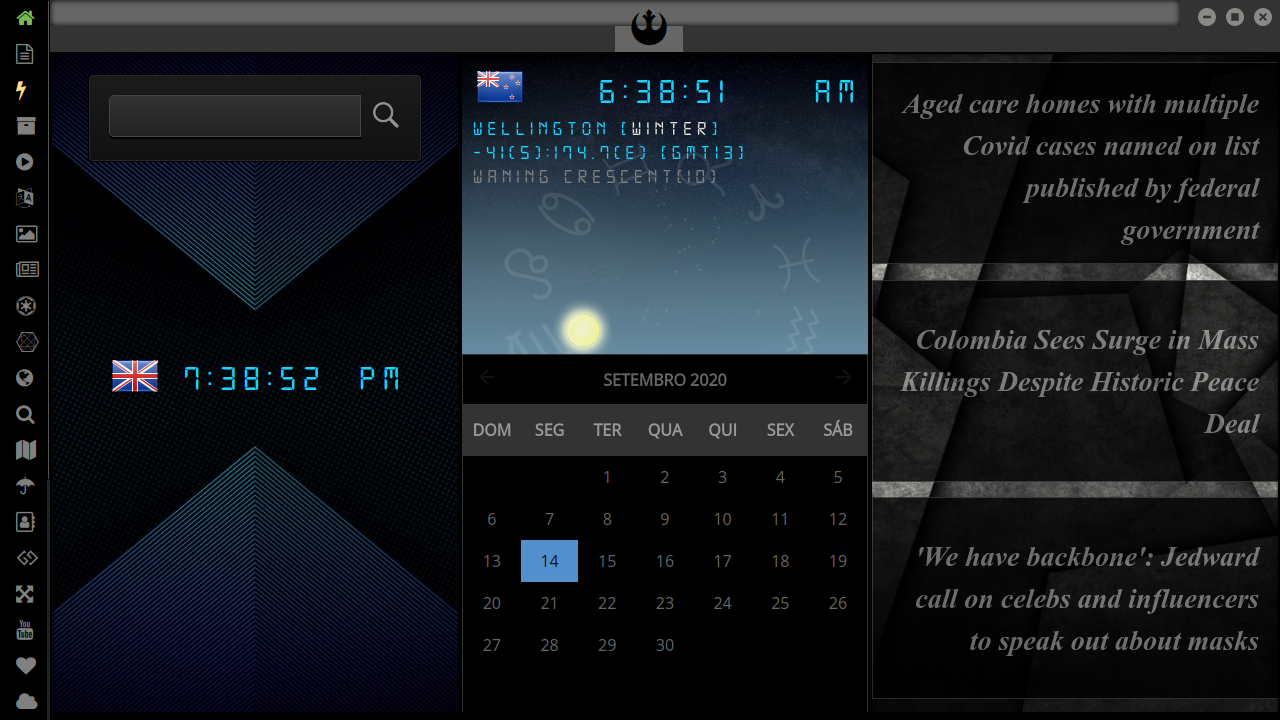 6:38:51 AM
WELLINGTON (WINTER)
-41(S):174.7(E) (GMT13)
WANING CRESCENT(10)
7:38:52 PM
SETEMBRO 2020
DOM SEG TER QUA QUI SEX SÁB
1 2 3 4 5
6 7 8 9 10 11 12
13 14 15 16 17 18 19
20 21 22 23 24 25 26
27 28 29 30
Aged care homes with multiple
Covid cases named on list
published by federal
government
Colombia Sees Surge in Mass
Killings Despite Historic Peace
Deal
'We have backbone': Jedward
call on celebs and influencers
to speak out about masks
You
Tube